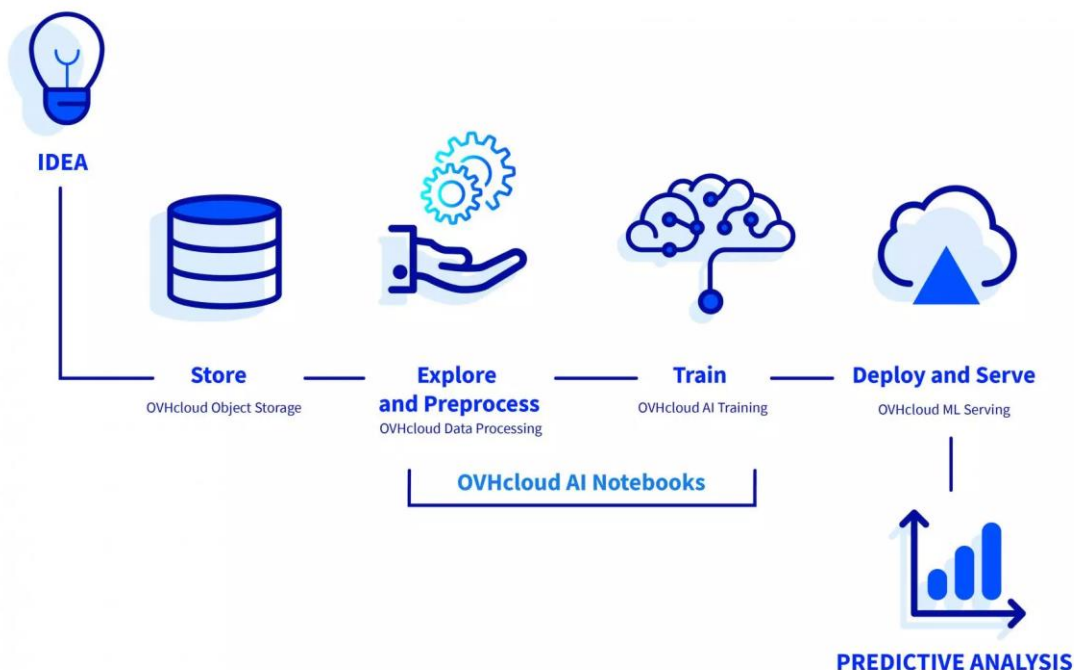 IDEA
Store
OVHcloud Object Storage
Explore
and Preprocess
OVHcloud Data Processing
Train
OVHcloud AI Training
Deploy and Serve
OVHcloud ML Serving
OVHcloud AI Notebooks
PREDICTIVE ANALYSIS